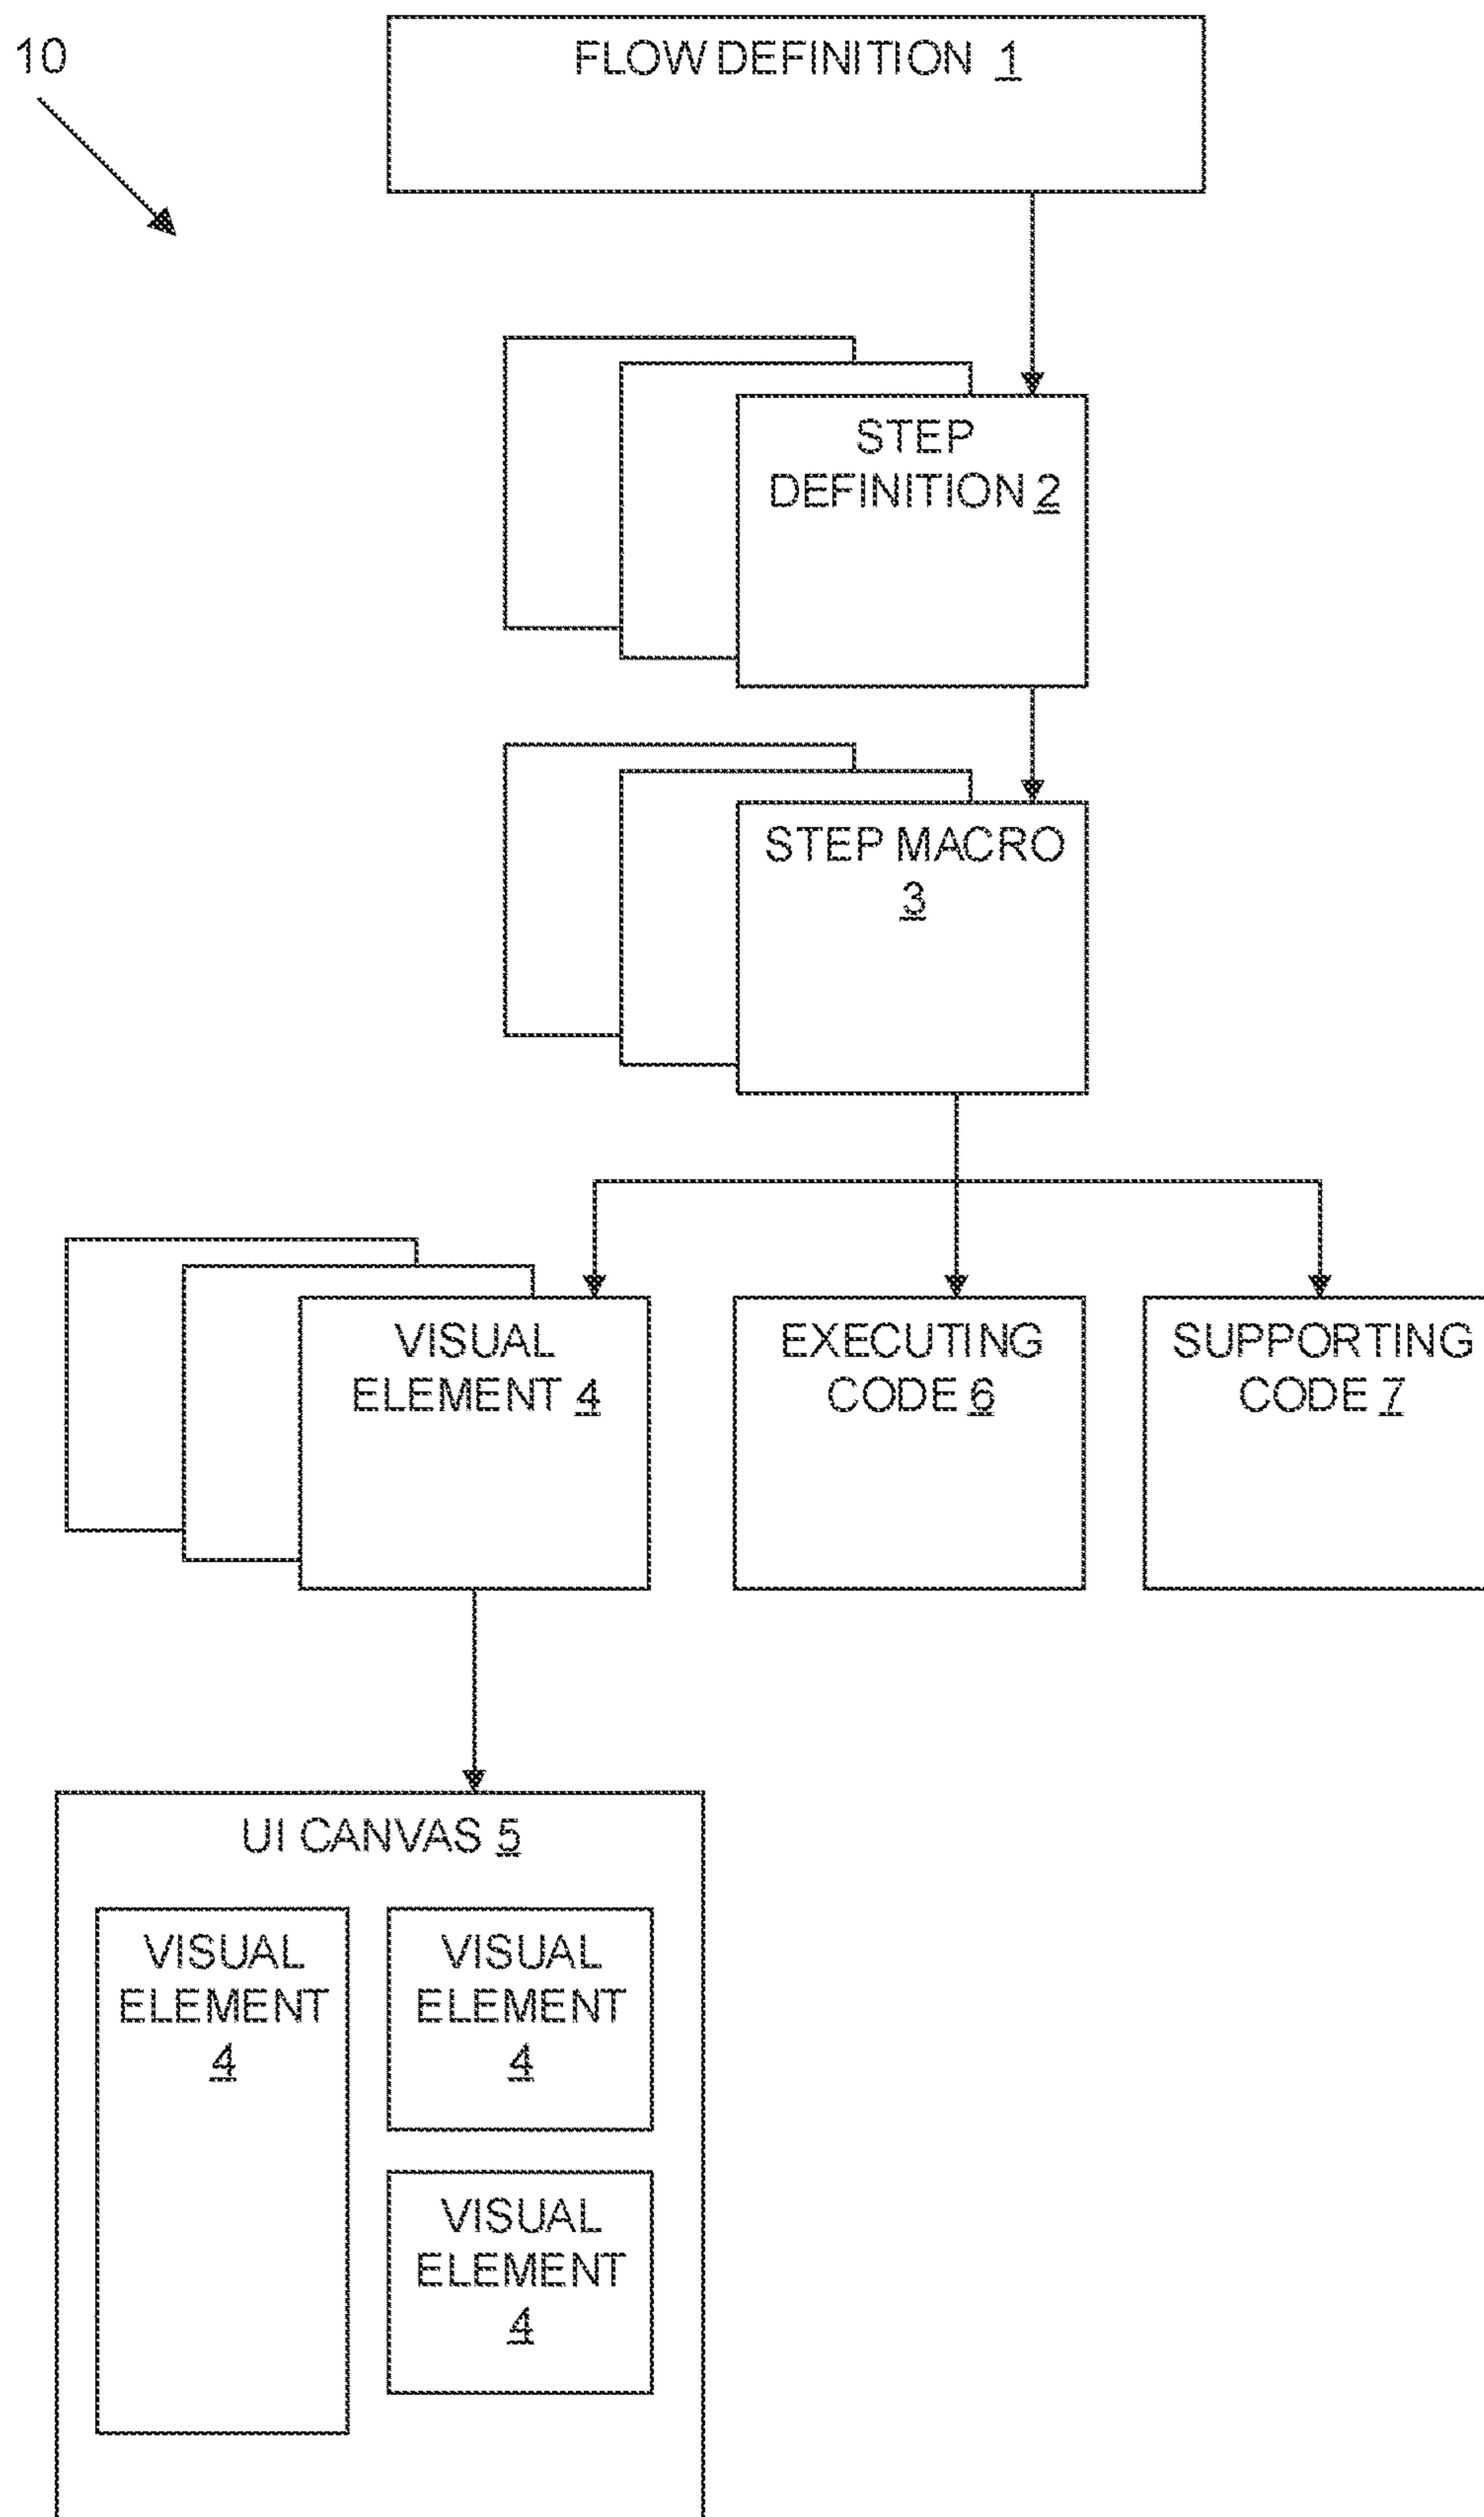 10
FLOW DEFINITION 1
STEP
DEFINITION 2
STEP MACRO
3
VISUAL
ELEMENT 4
EXECUTING
CODE 6
SUPPORTING
CODE 7
UI CANVAS 5
VISUAL
ELEMENT
4
VISUAL
ELEMENT
4
VISUAL
ELEMENT
4